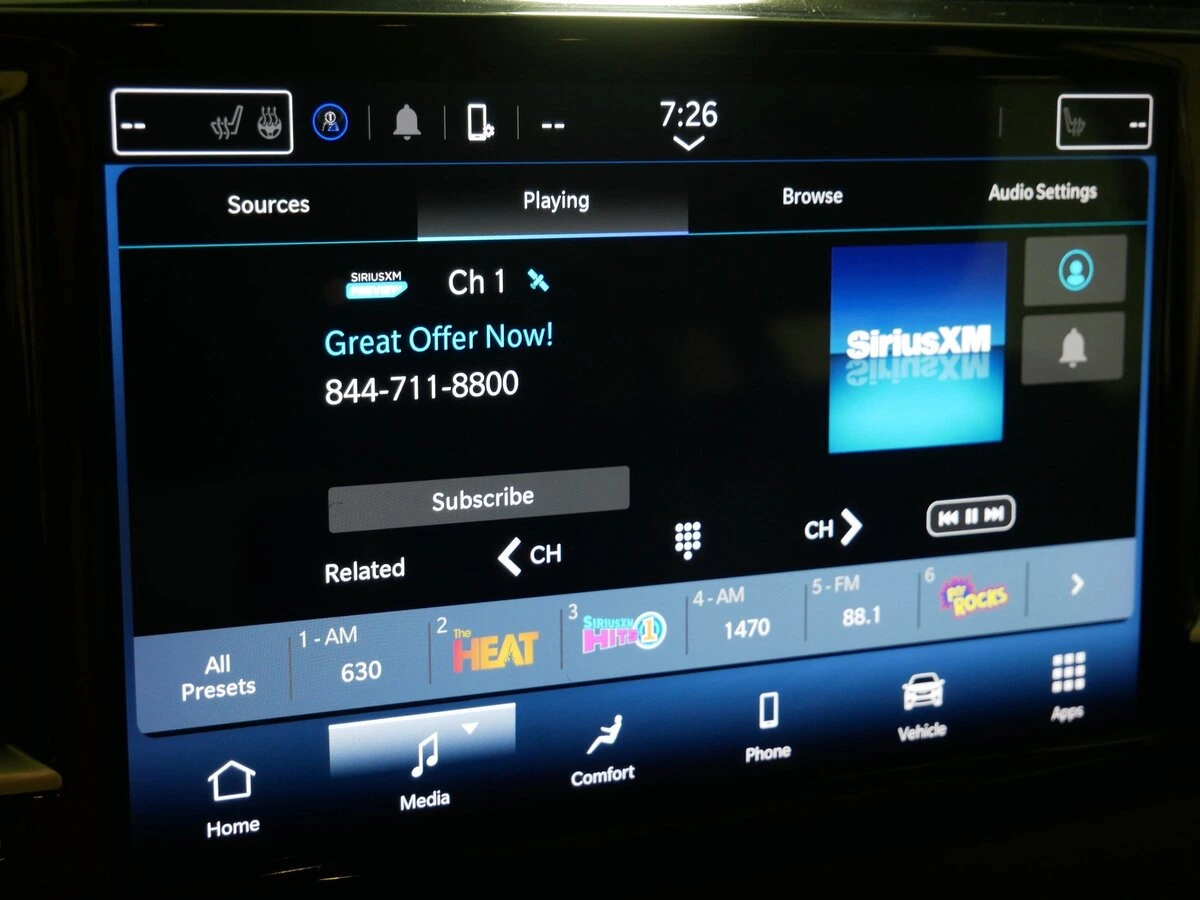 -- 7:26 --
--
Sources Playing Browse Audio Settings
SIRIUSXM Ch 1
PREVIEW
Great Offer Now!
844-711-8800
SiriusXM
Subscribe
Related CH CH
All Presets
1 - AM 630
2 The HEAT
3 SIRIUSXM HITS 1
4 - AM 1470
5 - FM 88.1
6 POP ROCKS
Home Media Comfort Phone Vehicle Apps